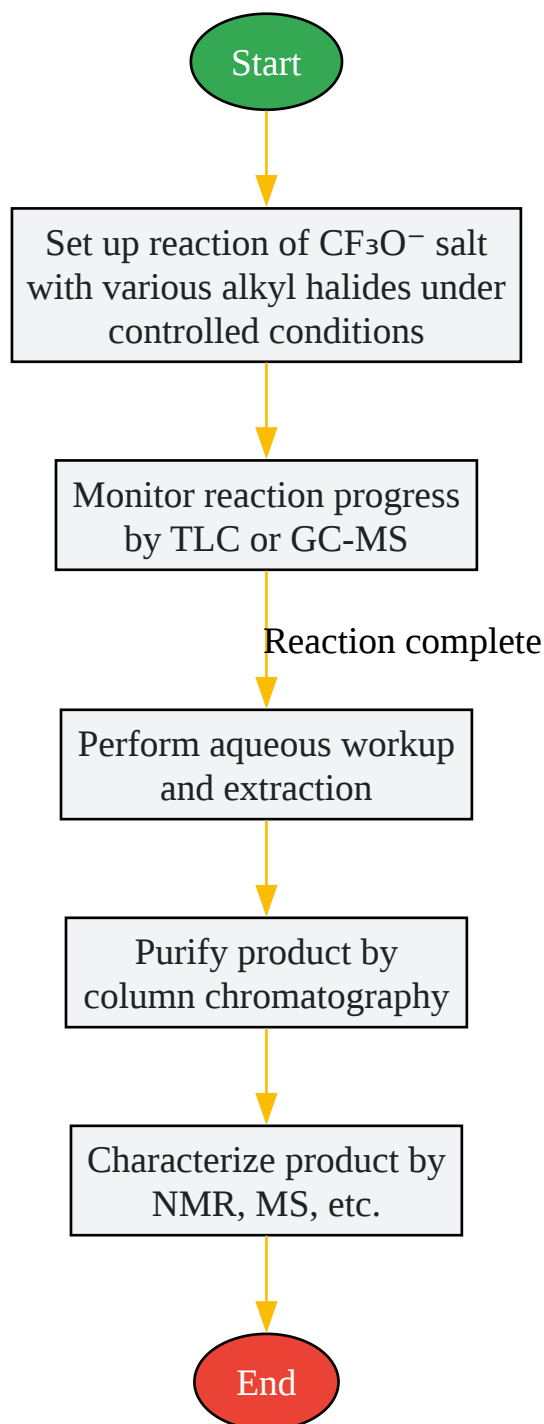 Start
Set up reaction of CF₃O⁻ salt
with various alkyl halides under
controlled conditions
Monitor reaction progress
by TLC or GC-MS
Reaction complete
Perform aqueous workup
and extraction
Purify product by
column chromatography
Characterize product by
NMR, MS, etc.
End